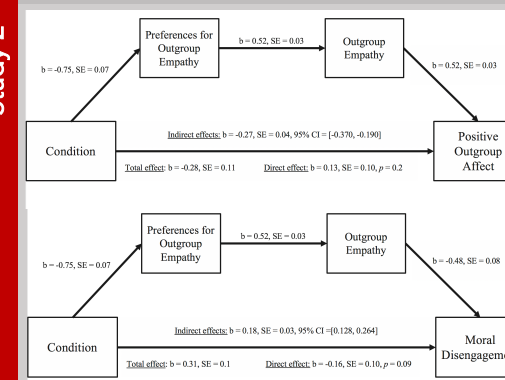 Study 2
Preferences for
Outgroup
Empathy
b = 0.52, SE = 0.03
Outgroup
Empathy
b = -0.75, SE = 0.07
b = 0.52, SE = 0.03
Condition
Indirect effects: b = -0.27, SE = 0.04, 95% CI = [-0.370, -0.190]
Positive
Outgroup
Affect
Total effect: b = -0.28, SE = 0.11 Direct effect: b = 0.13, SE = 0.10, p = 0.2
Preferences for
Outgroup
Empathy
b = 0.52, SE = 0.03
Outgroup
Empathy
b = -0.75, SE = 0.07
b = -0.48, SE = 0.08
Condition
Indirect effects: b = 0.18, SE = 0.03, 95% CI =[0.128, 0.264]
Moral
Disengageme
Total effect: b = 0.31, SE = 0.1 Direct effect: b = -0.16, SE = 0.10, p = 0.09